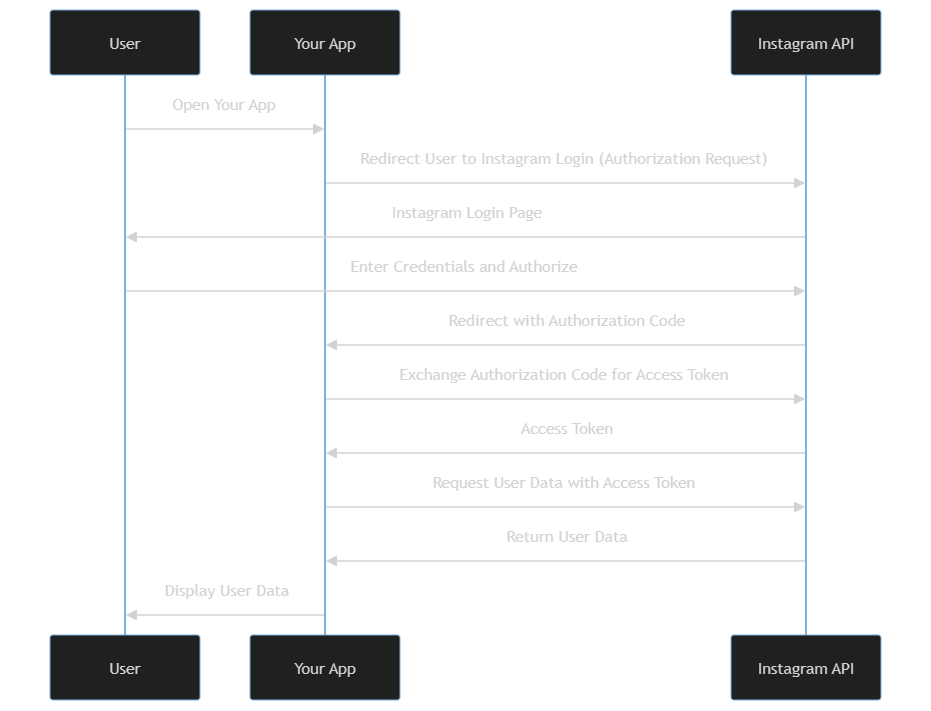 User
Your App
Instagram API
Open Your App
Redirect User to Instagram Login (Authorization Request)
Instagram Login Page
Enter Credentials and Authorize
Redirect with Authorization Code
Exchange Authorization Code for Access Token
Access Token
Request User Data with Access Token
Return User Data
Display User Data
User
Your App
Instagram API